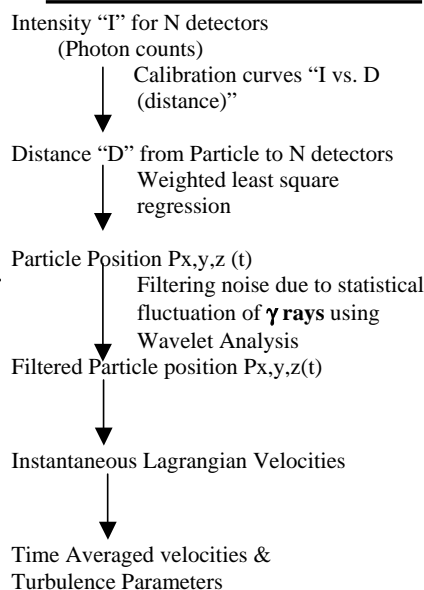 Intensity “I” for N detectors
(Photon counts)
Calibration curves “I vs. D
(distance)”
Distance “D” from Particle to N detectors
Weighted least square
regression
Particle Position Px,y,z (t)
Filtering noise due to statistical
fluctuation of γ rays using
Wavelet Analysis
Filtered Particle position Px,y,z(t)
Instantaneous Lagrangian Velocities
Time Averaged velocities &
Turbulence Parameters